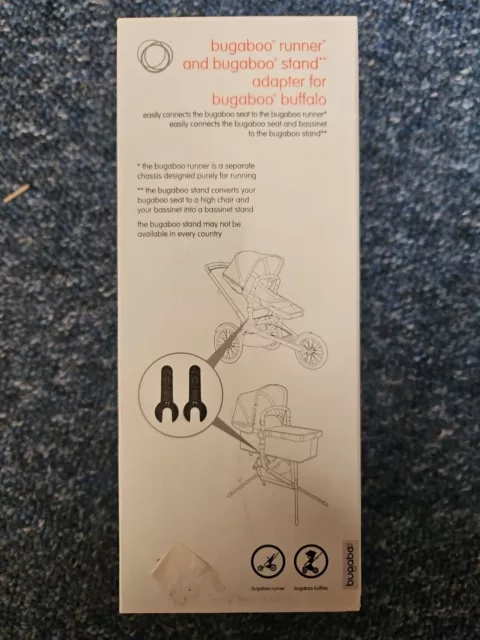 bugaboo® runner*
and bugaboo® stand**
adapter for
bugaboo® buffalo
easily connects the bugaboo seat to the bugaboo runner*
easily connects the bugaboo seat and bassinet
to the bugaboo stand**
* the bugaboo runner is a separate
chassis designed purely for running
** the bugaboo stand converts your
bugaboo seat to a high chair and
your bassinet into a bassinet stand
the bugaboo stand may not be
available in every country
bugaboo runner
bugaboo buffalo
bugaboo